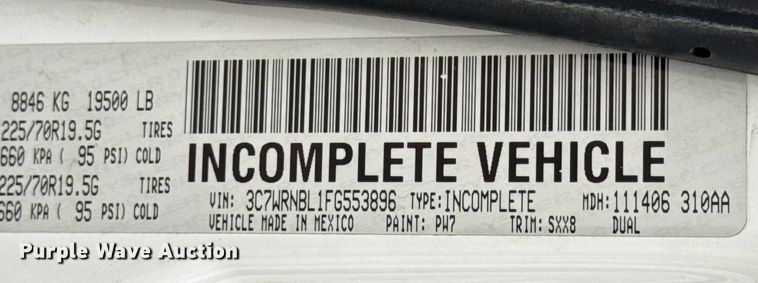 8846 KG 19500 LB
225/70R19.5G TIRES
660 KPA ( 95 PSI) COLD
225/70R19.5G TIRES
660 KPA ( 95 PSI) COLD
INCOMPLETE VEHICLE
VIN: 3C7WRNBL1FG553896 TYPE: INCOMPLETE MDH: 111406 310AA
VEHICLE MADE IN MEXICO PAINT: PW7 TRIM: SXX8 DUAL
Purple Wave Auction